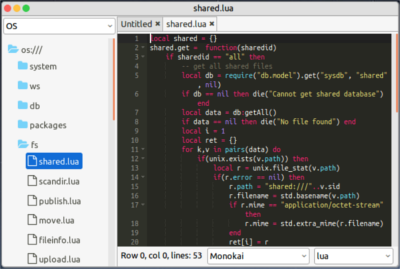 shared.lua
OS
Untitled ✖ shared.lua ✖
os:///
system
ws
db
packages
fs
shared.lua
scandir.lua
publish.lua
move.lua
fileinfo.lua
upload.lua
1 local shared = {}
2 shared.get = function(sharedid)
3 if sharedid == "all" then
4 -- get all shared files
5 local db = require("db.model").get("sysdb", "shared"
, nil)
6 if db == nil then die("Cannot get shared database")
end
7 local data = db:getAll()
8 if data == nil then die("No file found") end
9 local i = 1
10 local ret = {}
11 for k,v in pairs(data) do
12 if(unix.exists(v.path)) then
13 local r = unix.file_stat(v.path)
14 if(r.error == nil) then
15 r.path = "shared:///"..v.sid
16 r.filename = std.basename(v.path)
17 if r.mime == "application/octet-stream"
then
18 r.mime = std.extra_mime(r.filename)
19 end
20 ret[i] = r
Row 0, col 0, lines: 53 Monokai lua